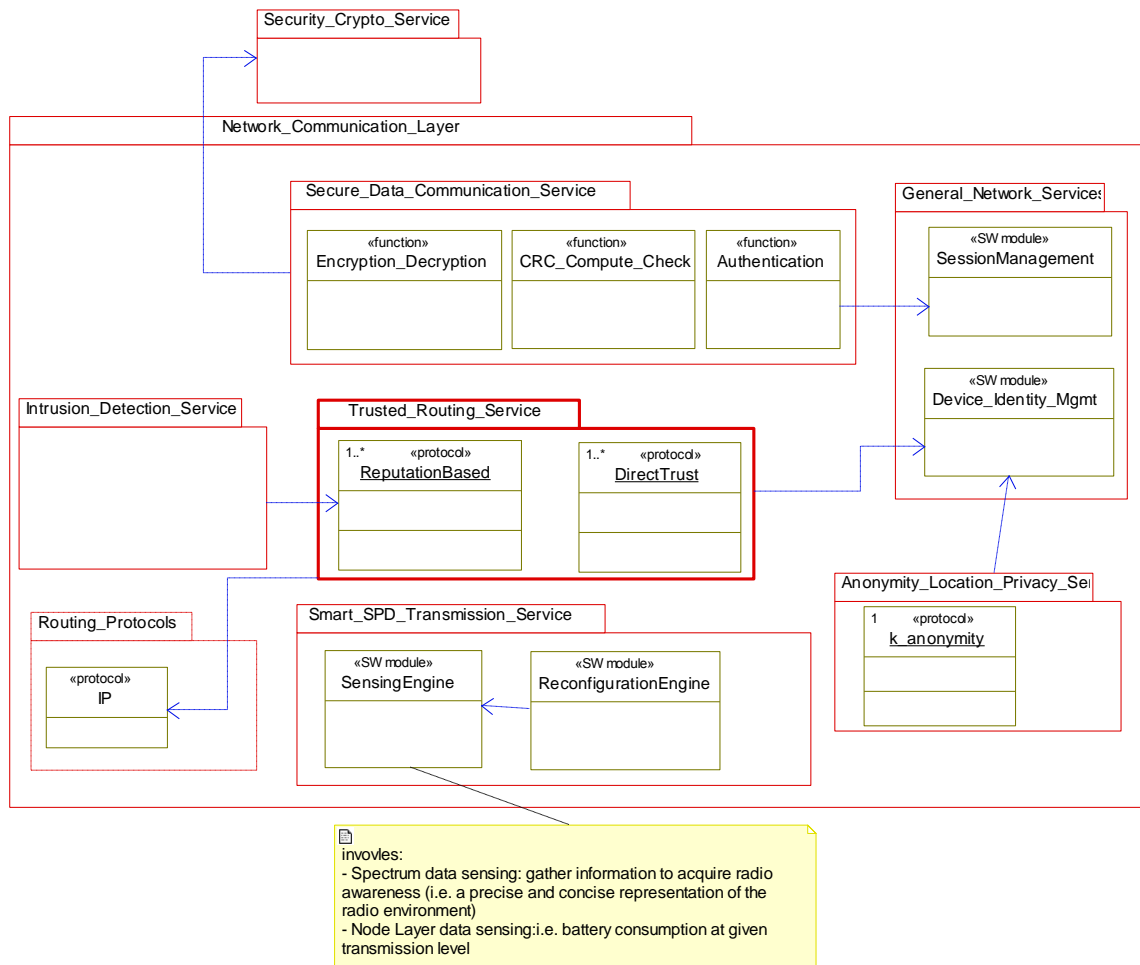 Security_Crypto_Service
Network_Communication_Layer
Secure_Data_Communication_Service
«function»
Encryption_Decryption
«function»
CRC_Compute_Check
«function»
Authentication
General_Network_Services
«SW module»
SessionManagement
«SW module»
Device_Identity_Mgmt
Intrusion_Detection_Service
Trusted_Routing_Service
1..* «protocol»
ReputationBased
1..* «protocol»
DirectTrust
Anonymity_Location_Privacy_Se
1 «protocol»
k_anonymity
Routing_Protocols
«protocol»
IP
Smart_SPD_Transmission_Service
«SW module»
SensingEngine
«SW module»
ReconfigurationEngine
invovles:
- Spectrum data sensing: gather information to acquire radio
awareness (i.e. a precise and concise representation of the
radio environment)
- Node Layer data sensing:i.e. battery consumption at given
transmission level